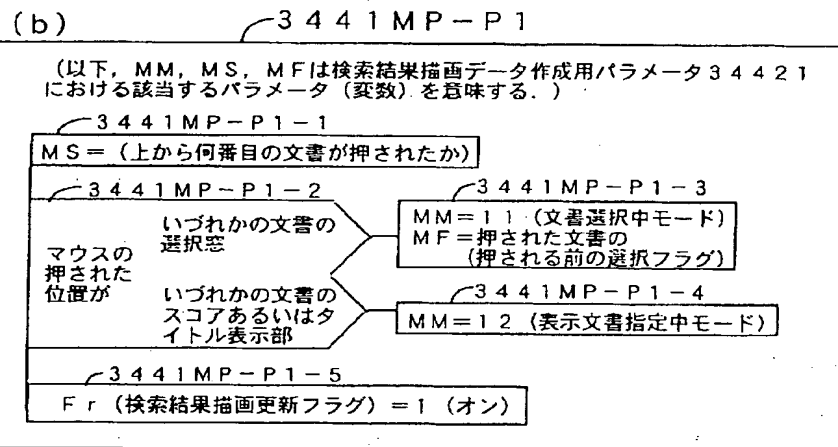 (b) 3441MP-P1
(以下，MM，MS，MFは検索結果描画データ作成用パラメータ34421
における該当するパラメータ（変数）を意味する．)
3441MP-P1-1
MS=（上から何番目の文書が押されたか）
3441MP-P1-2
マウスの
押された
位置が
いづれかの文書の
選択窓
3441MP-P1-3
MM=11（文書選択中モード）
MF=押された文書の
（押される前の選択フラグ）
いづれかの文書の
スコアあるいはタ
イトル表示部
3441MP-P1-4
MM=12（表示文書指定中モード）
3441MP-P1-5
Fr（検索結果描画更新フラグ）=1（オン）